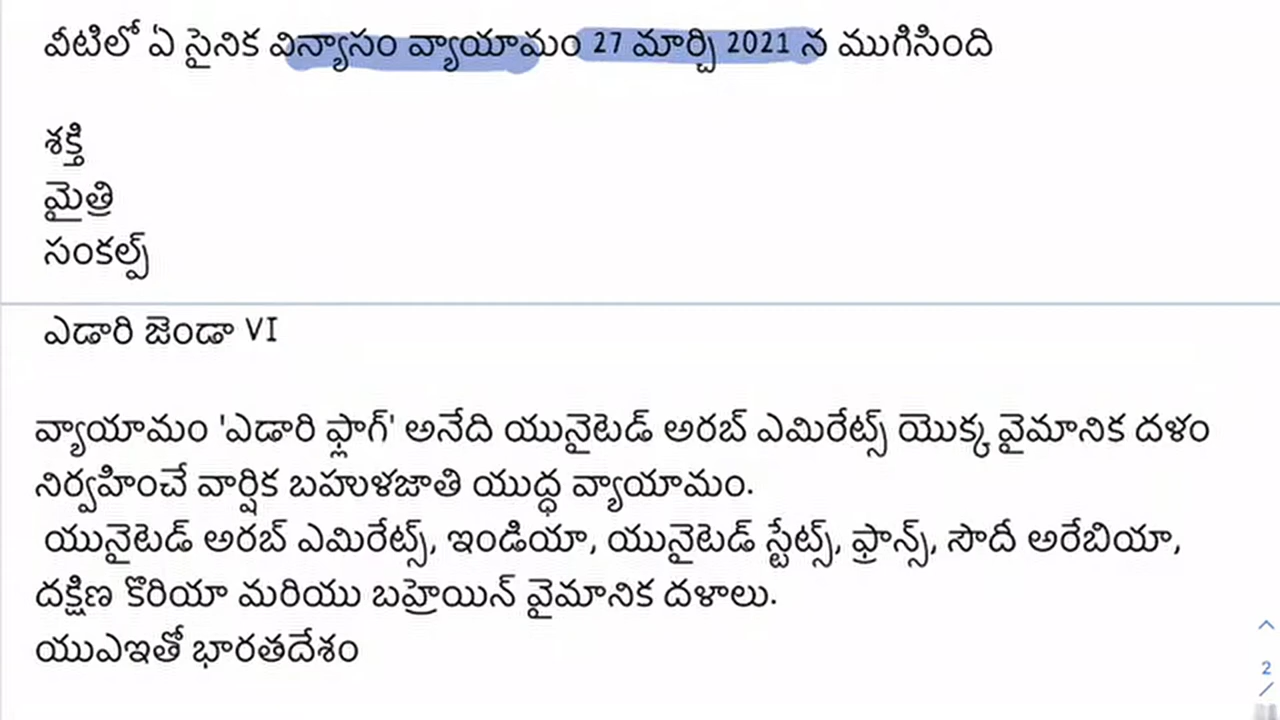 వీటిలో ఏ సైనిక విన్యాసం వ్యాయామం 27 మార్చి 2021 న ముగిసింది
శక్తి
మైత్రి
సంకల్ప్
ఎడారి జెండా VI
వ్యాయామం 'ఎడారి ఫ్లాగ్' అనేది యునైటెడ్ అరబ్ ఎమిరేట్స్ యొక్క వైమానిక దళం
నిర్వహించే వార్షిక బహుళజాతి యుద్ధ వ్యాయామం.
యునైటెడ్ అరబ్ ఎమిరేట్స్, ఇండియా, యునైటెడ్ స్టేట్స్, ఫ్రాన్స్, సౌదీ అరేబియా,
దక్షిణ కొరియా మరియు బహ్రెయిన్ వైమానిక దళాలు.
యుఎఇతో భారతదేశం
2
/